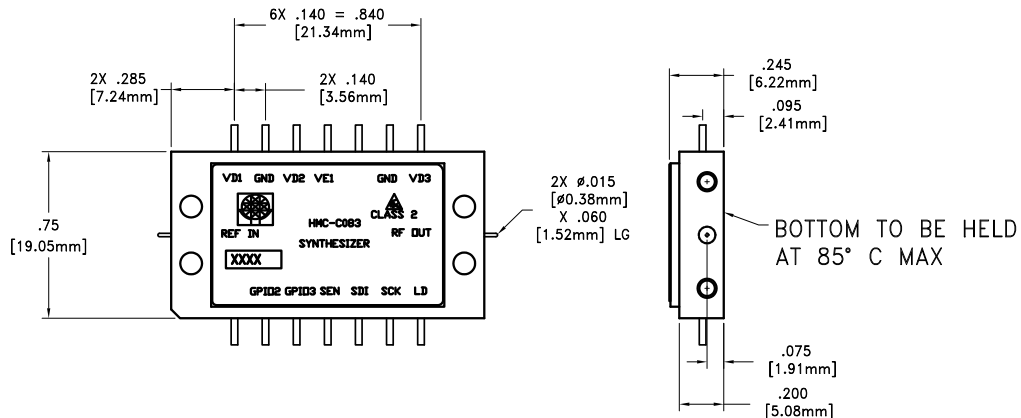 6X .140 = .840
[21.34mm]
2X .285
[7.24mm]
2X .140
[3.56mm]
.245
[6.22mm]
.095
[2.41mm]
VD1 GND VD2 VE1 GND VD3
2X ø.015
[ø0.38mm]
X .060
[1.52mm] LG
.75
[19.05mm]
HMC-C083
CLASS 2
REF IN
SYNTHESIZER
RF OUT
XXXX
GPIO2 GPIO3 SEN SDI SCK LD
BOTTOM TO BE HELD
AT 85° C MAX
.075
[1.91mm]
.200
[5.08mm]